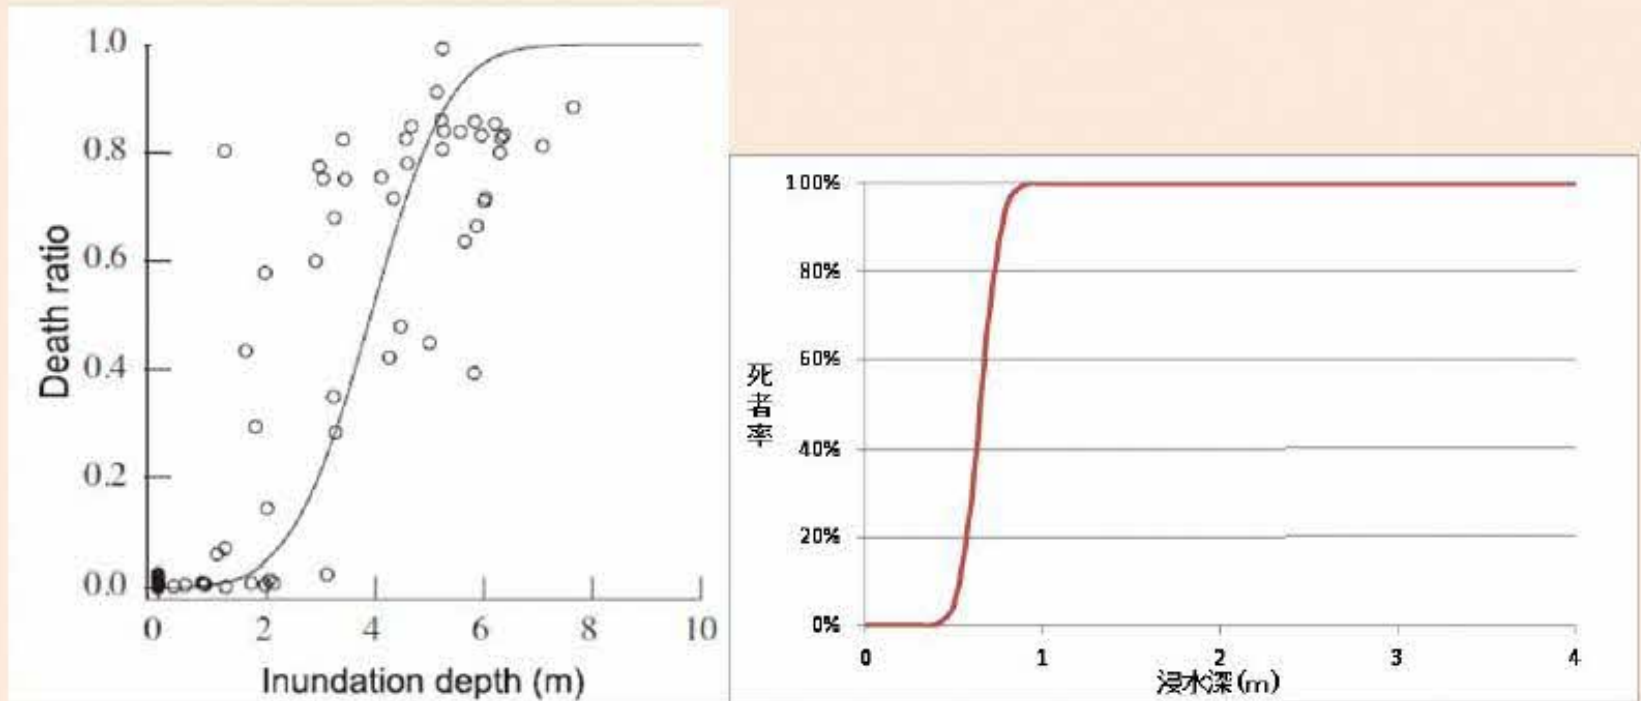 1.0
0.8
0.6
0.4
0.2
0.0
Death ratio
0 2 4 6 8 10
Inundation depth (m)
100%
80%
60%
40%
20%
0%
死者率
0 1 2 3 4
浸水深(m)